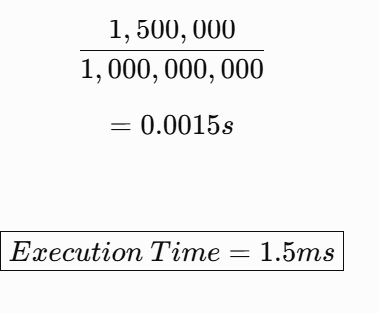 1, 500, 000
1, 000, 000, 000
= 0.0015s
Execution Time = 1.5ms